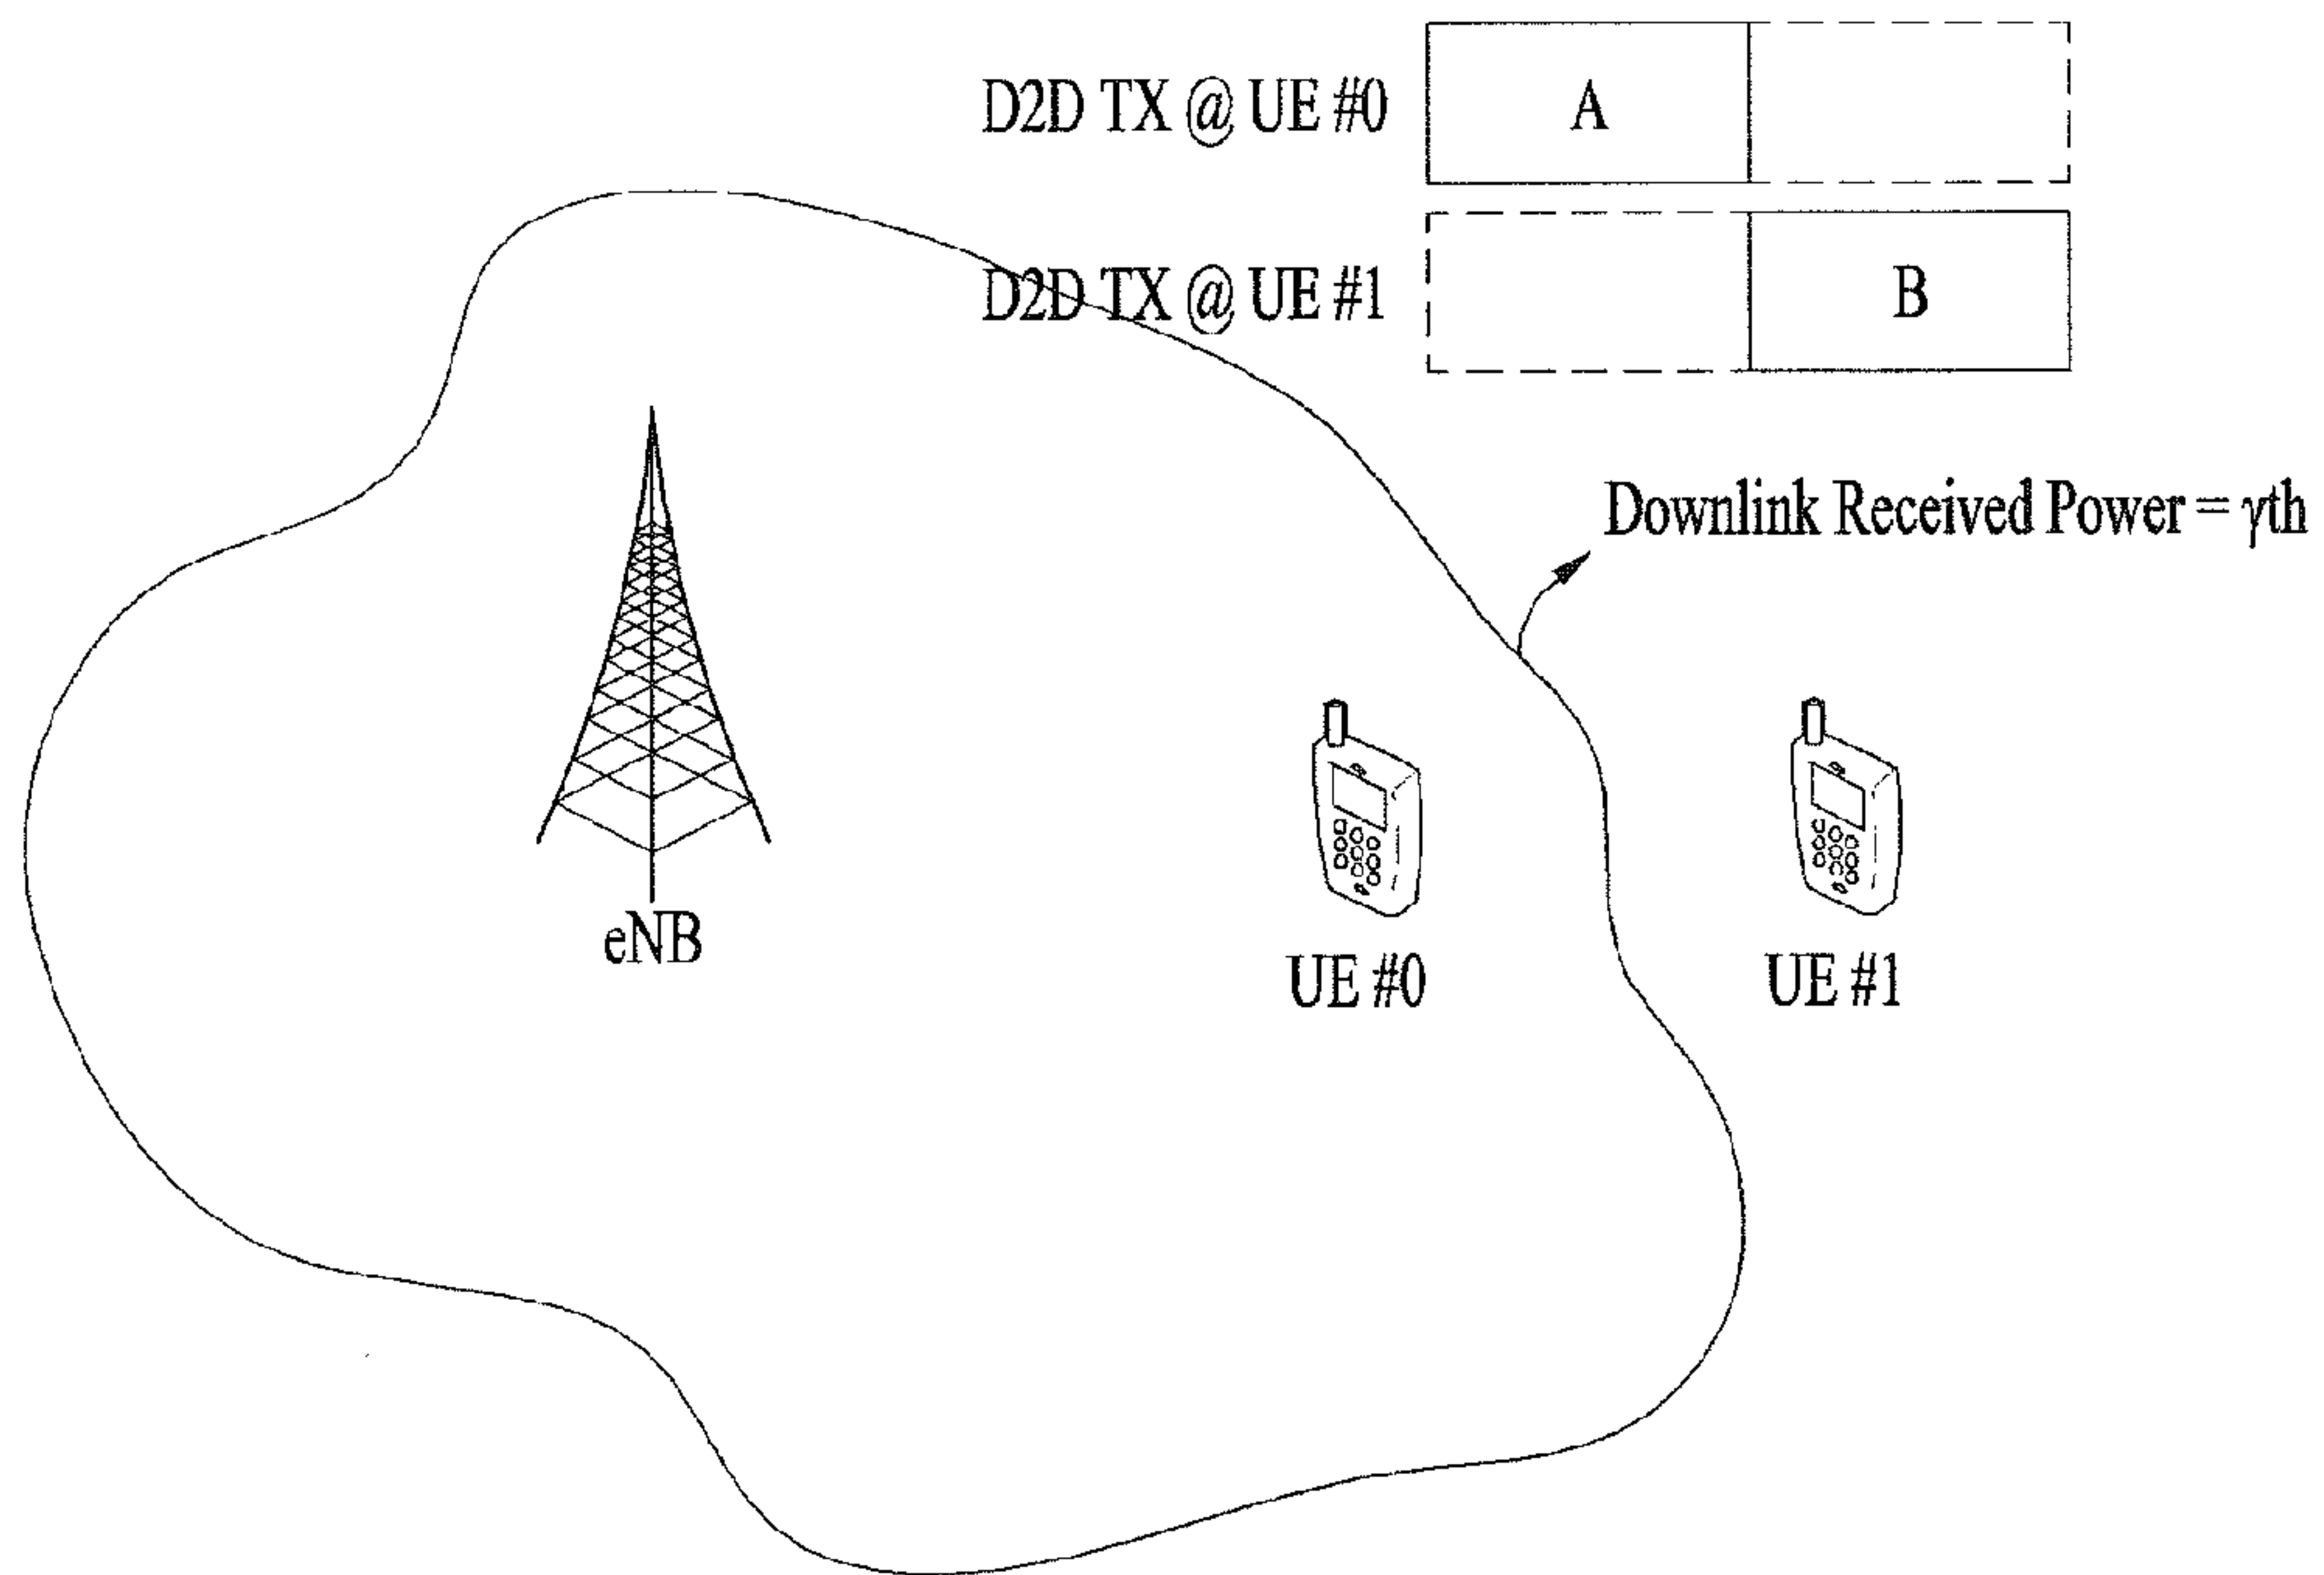 D2D TX @ UE #0
A
D2D TX @ UE #1
B
Downlink Received Power = γth
eNB
UE #0
UE #1